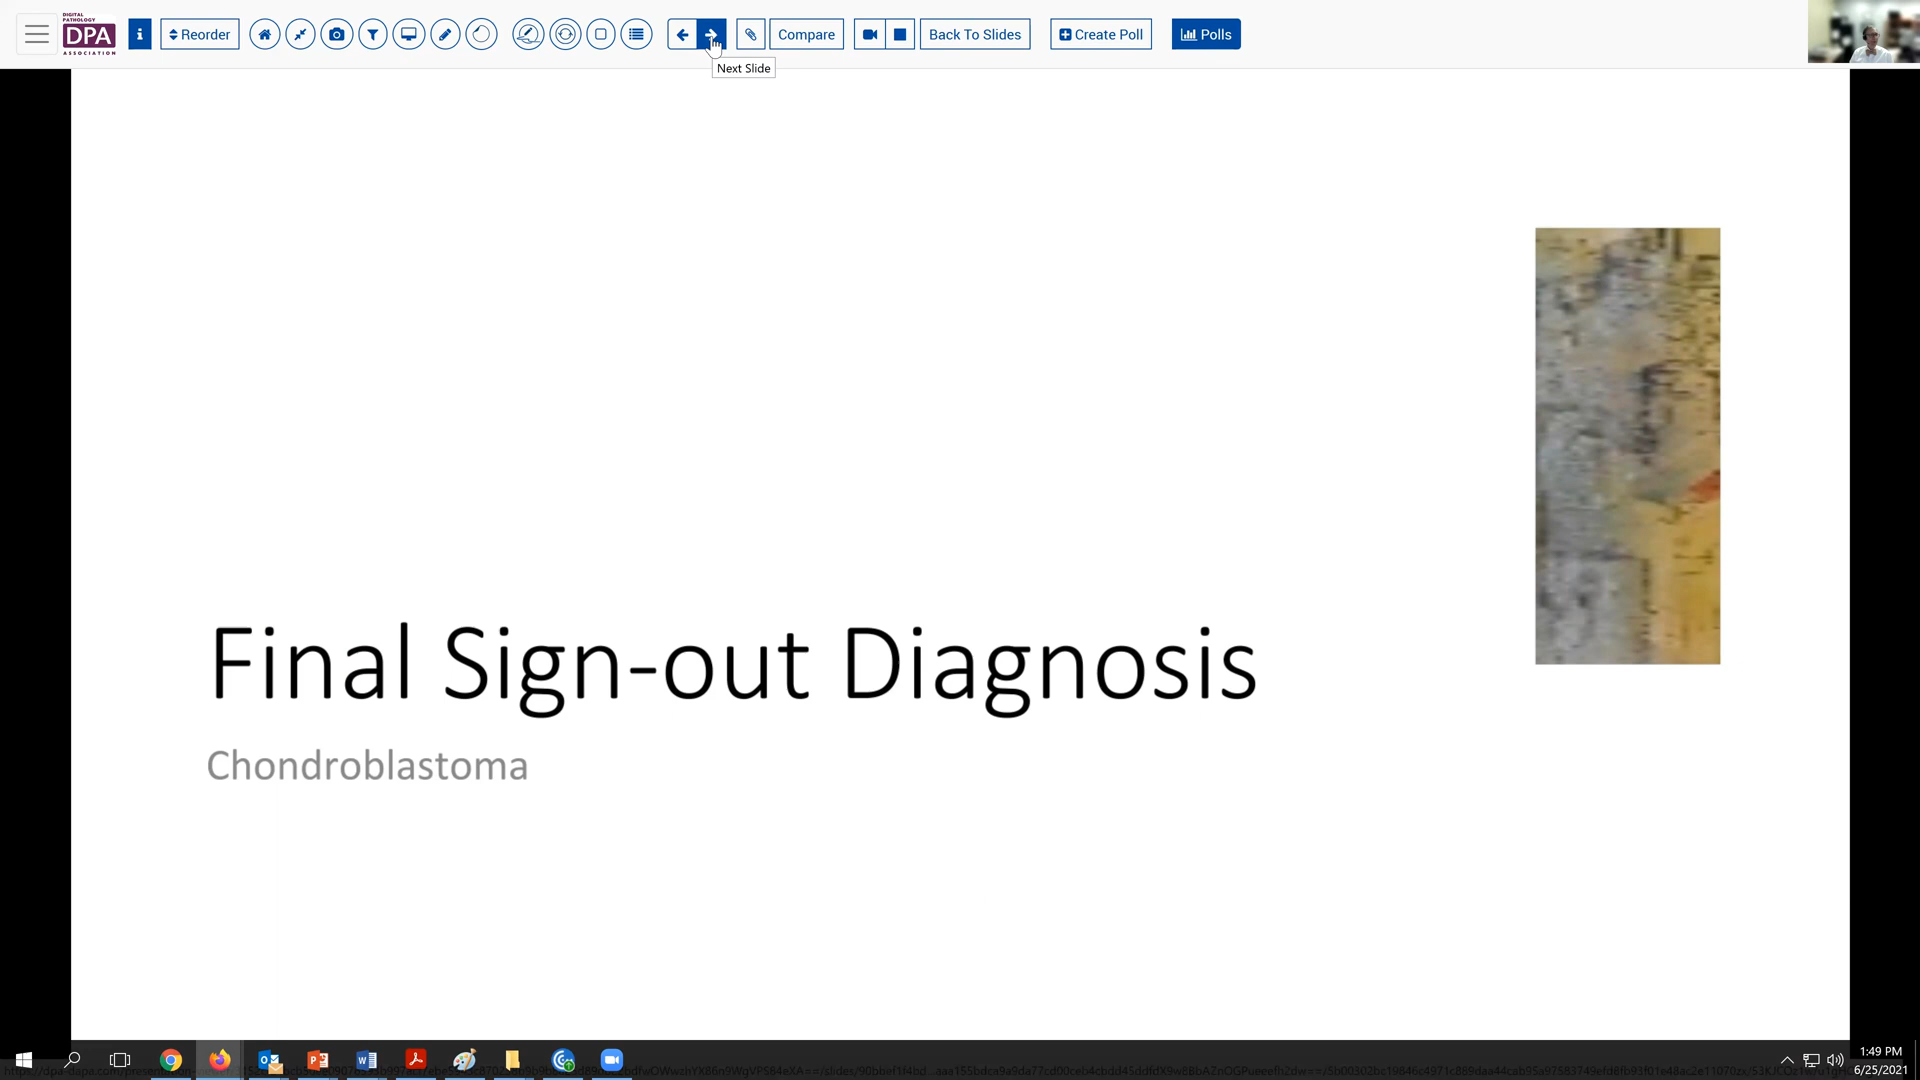 DIGITAL
PATHOLOGY
DPA
ASSOCIATION
i
Reorder
Compare
Back To Slides
Create Poll
Polls
Next Slide
Final Sign-out Diagnosis
Chondroblastoma
1:49 PM
6/25/2021